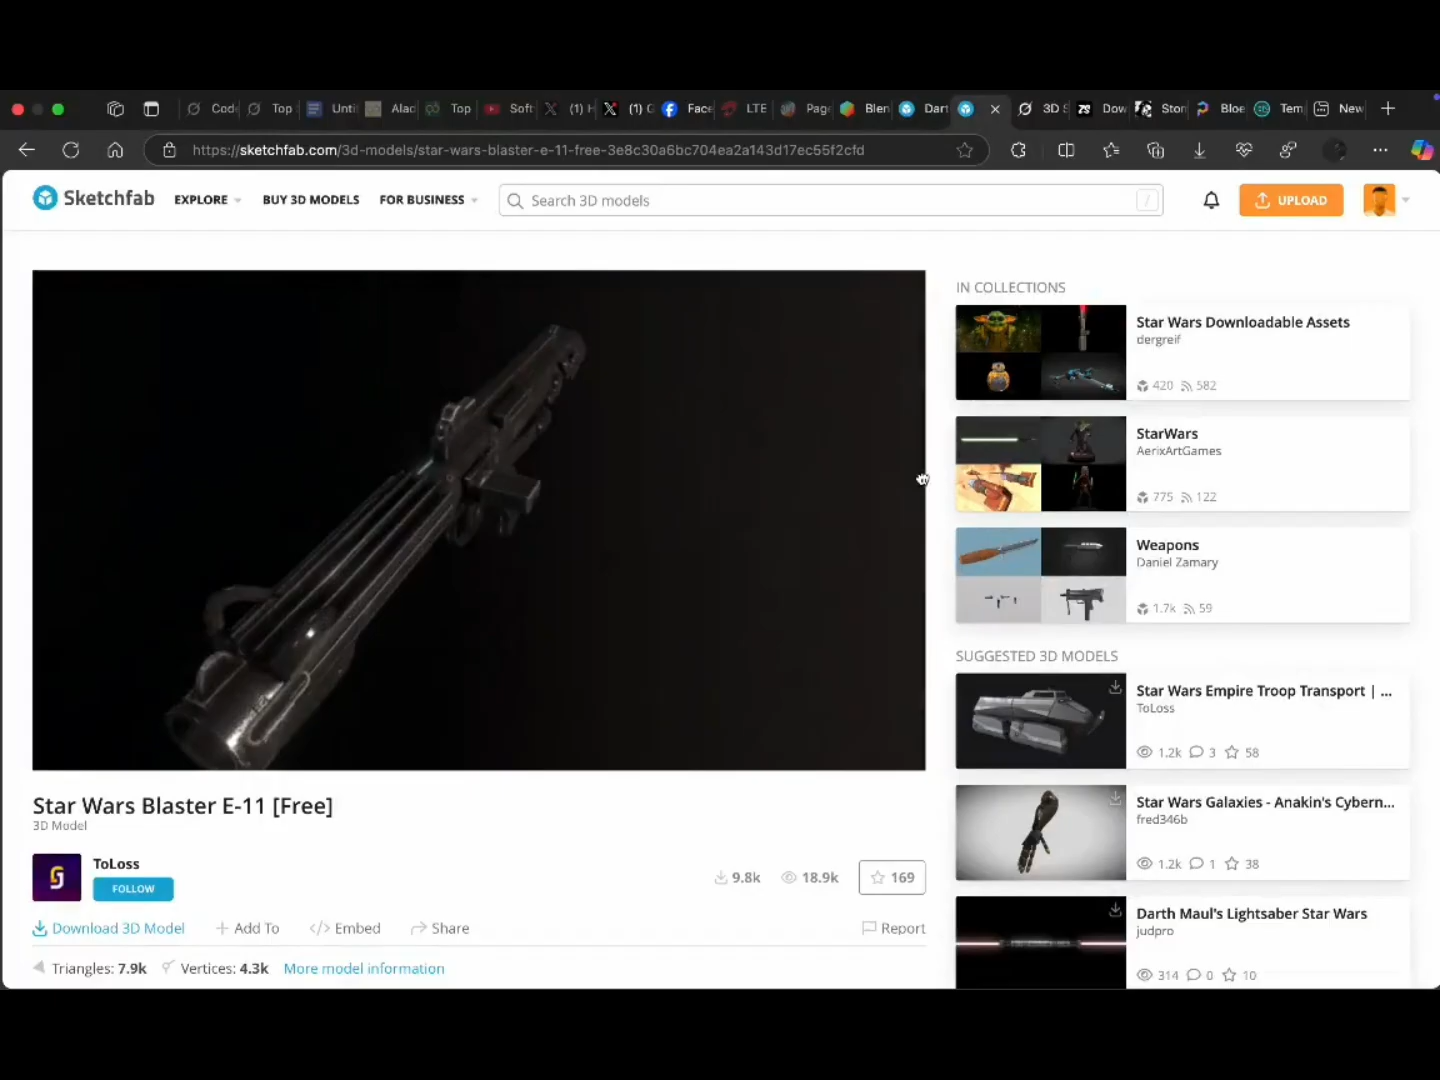 Cod
Top
Unti
Alad
Top
Soft
(1) H
(1) G
Face
LTE
Page
Blen
Dart
3D S
Dow
Ston
Bloe
Tem
New
https://sketchfab.com/3d-models/star-wars-blaster-e-11-free-3e8c30a6bc704ea2a143d17ec55f2cfd
Sketchfab EXPLORE BUY 3D MODELS FOR BUSINESS Search 3D models / UPLOAD
Star Wars Blaster E-11 [Free]
3D Model
ToLoss
FOLLOW
9.8k 18.9k 169
Download 3D Model Add To </> Embed Share Report
Triangles: 7.9k Vertices: 4.3k More model information
IN COLLECTIONS
Star Wars Downloadable Assets
dergreif
420 582
StarWars
AerixArtGames
775 122
Weapons
Daniel Zamary
1.7k 59
SUGGESTED 3D MODELS
Star Wars Empire Troop Transport | ...
ToLoss
1.2k 3 58
Star Wars Galaxies - Anakin's Cybern...
fred346b
1.2k 1 38
Darth Maul's Lightsaber Star Wars
judpro
314 0 10